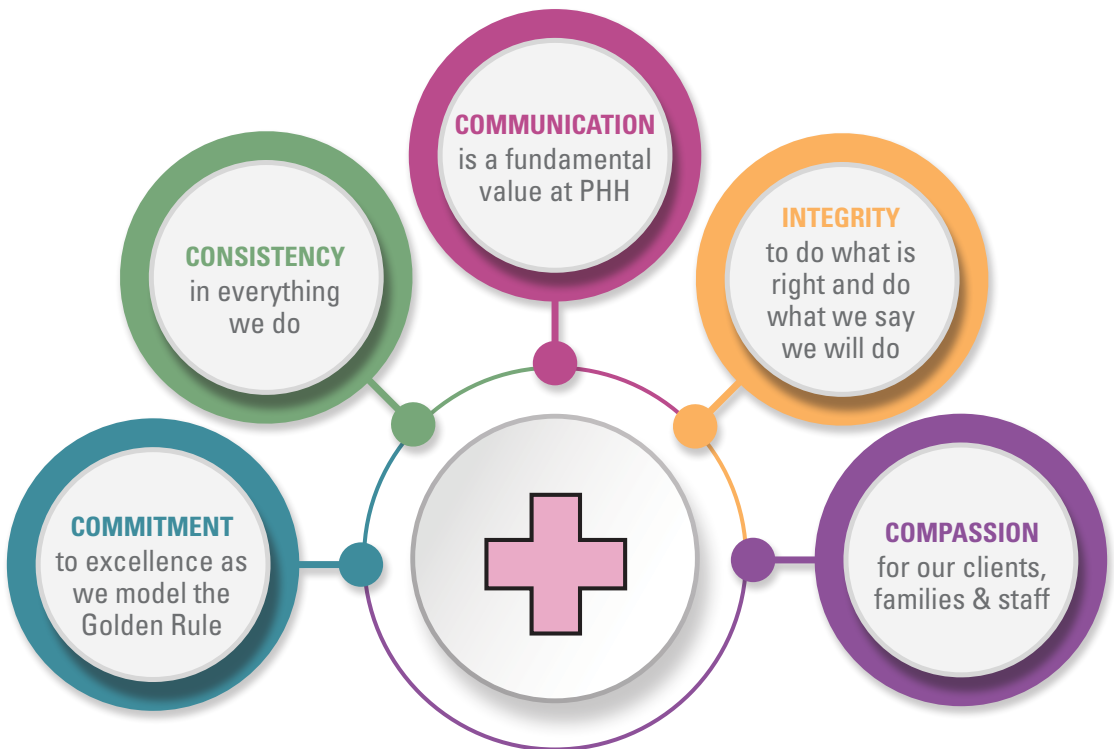 COMMUNICATION
is a fundamental
value at PHH
CONSISTENCY
in everything
we do
INTEGRITY
to do what is
right and do
what we say
we will do
COMMITMENT
to excellence as
we model the
Golden Rule
COMPASSION
for our clients,
families & staff